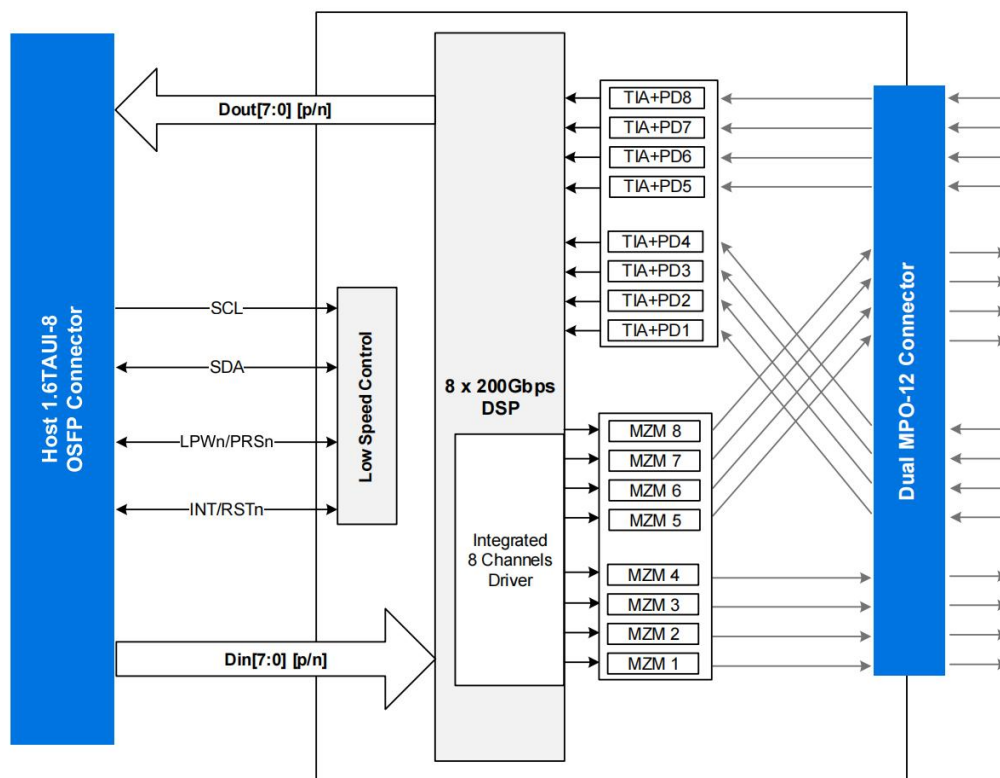 Host 1.6TAUI-8
OSFP Connector
Dout[7:0] [p/n]
SCL
SDA
LPWn/PRSn
INT/RSTn
Low Speed Control
Din[7:0] [p/n]
8 x 200Gbps
DSP
Integrated
8 Channels
Driver
TIA+PD8
TIA+PD7
TIA+PD6
TIA+PD5
TIA+PD4
TIA+PD3
TIA+PD2
TIA+PD1
MZM 8
MZM 7
MZM 6
MZM 5
MZM 4
MZM 3
MZM 2
MZM 1
Dual MPO-12 Connector